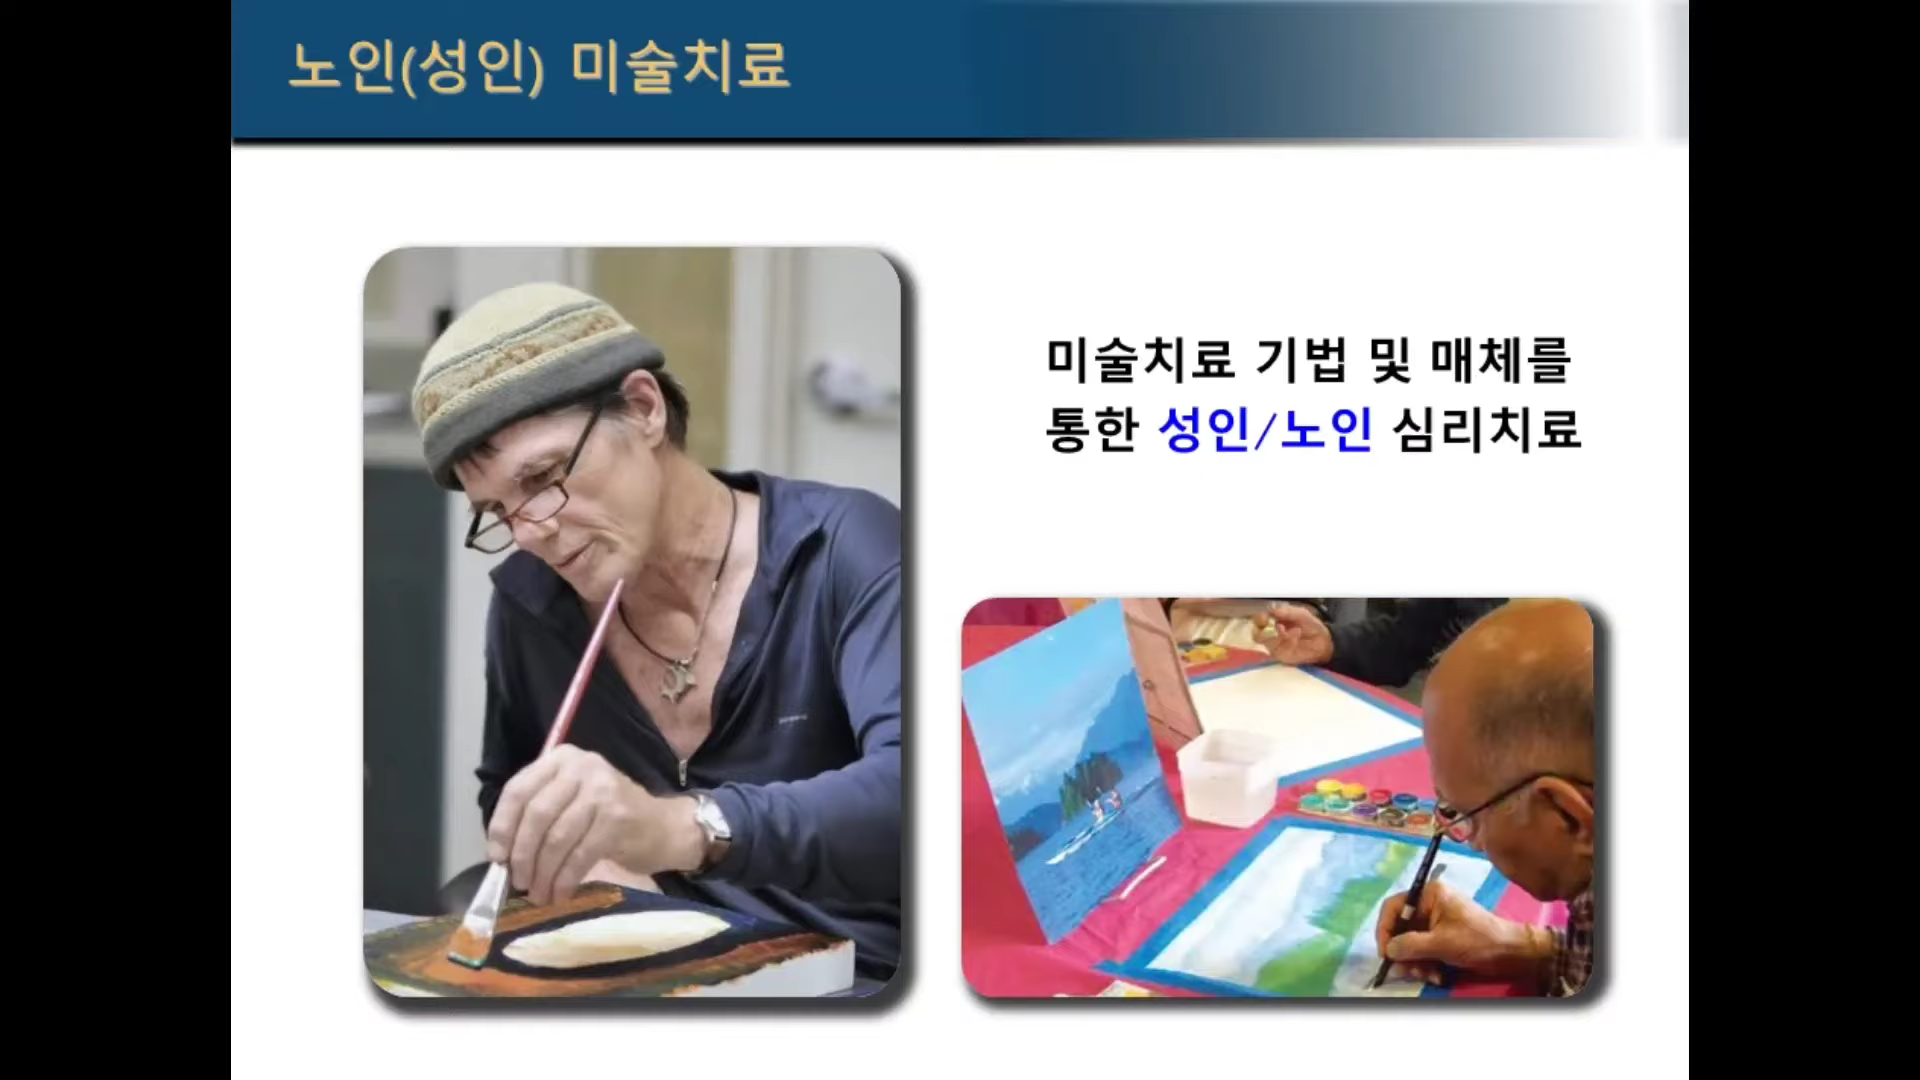 노인(성인) 미술치료
미술치료 기법 및 매체를
통한 성인/노인 심리치료